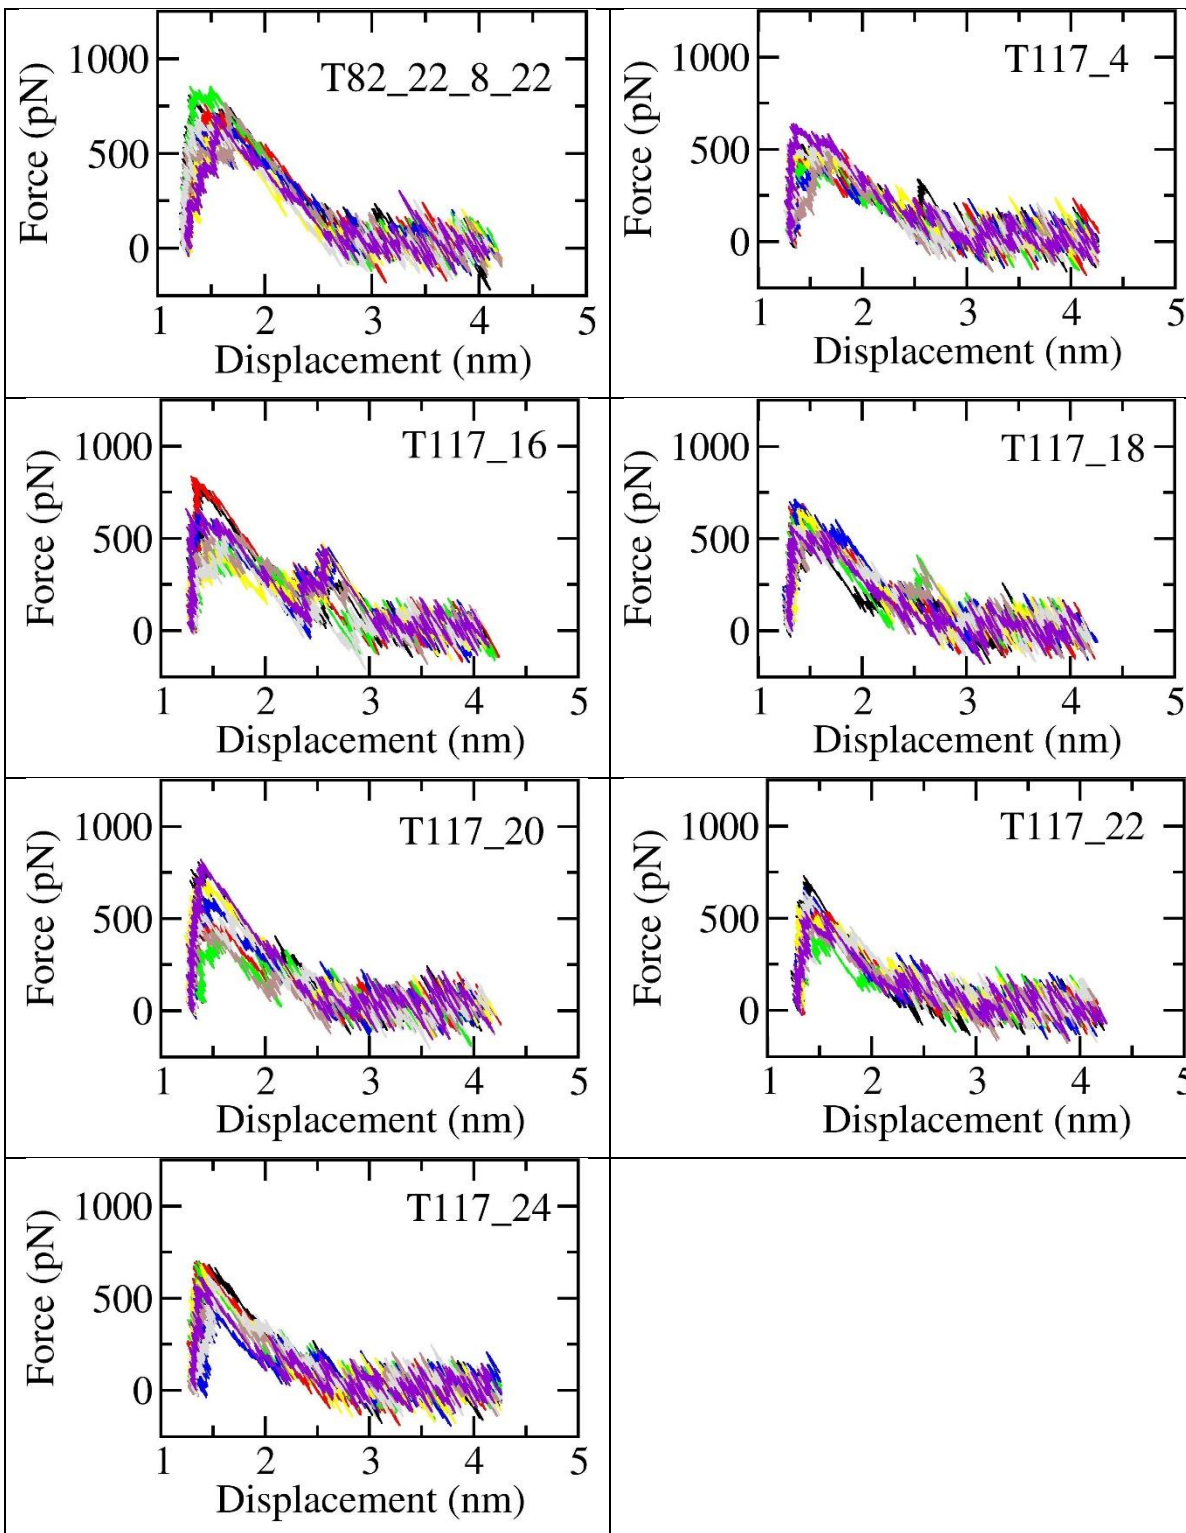 T82_22_8_22
Force (pN)
1000
500
0
1 2 3 4 5
Displacement (nm)
T117_4
Force (pN)
1000
500
0
1 2 3 4 5
Displacement (nm)
T117_16
Force (pN)
1000
500
0
1 2 3 4 5
Displacement (nm)
T117_18
Force (pN)
1000
500
0
1 2 3 4 5
Displacement (nm)
T117_20
Force (pN)
1000
500
0
1 2 3 4 5
Displacement (nm)
T117_22
Force (pN)
1000
500
0
1 2 3 4 5
Displacement (nm)
T117_24
Force (pN)
1000
500
0
1 2 3 4 5
Displacement (nm)